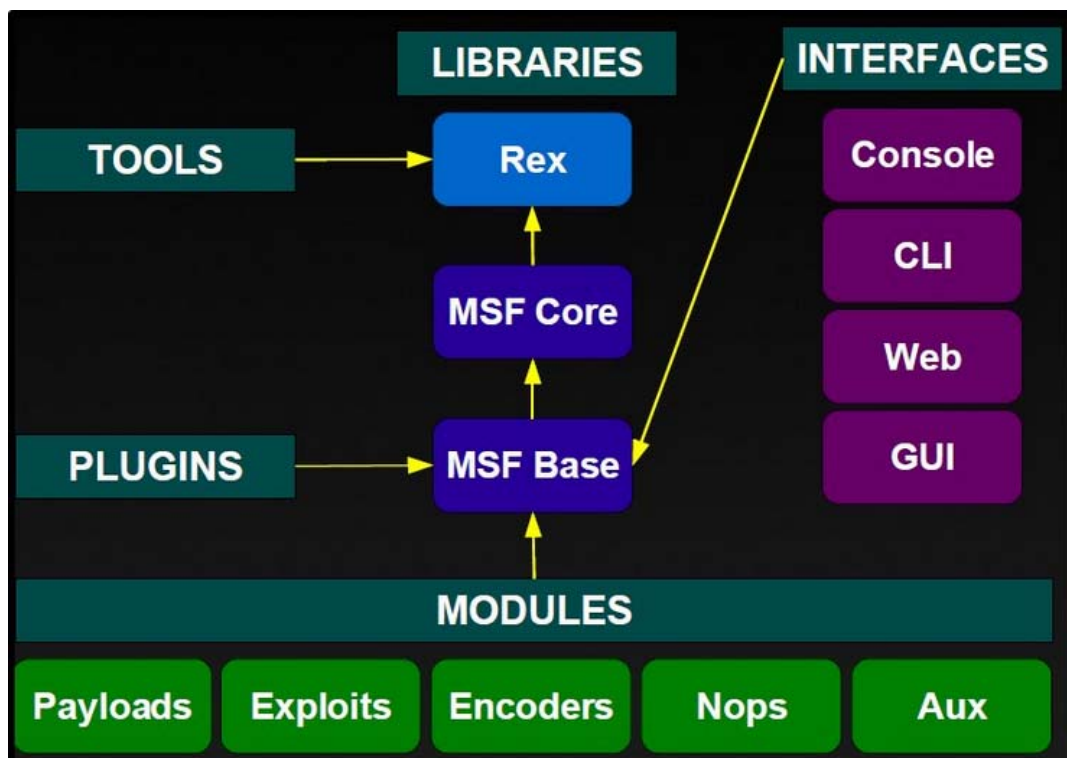 LIBRARIES
INTERFACES
TOOLS
Rex
Console
CLI
MSF Core
Web
PLUGINS
MSF Base
GUI
MODULES
Payloads
Exploits
Encoders
Nops
Aux